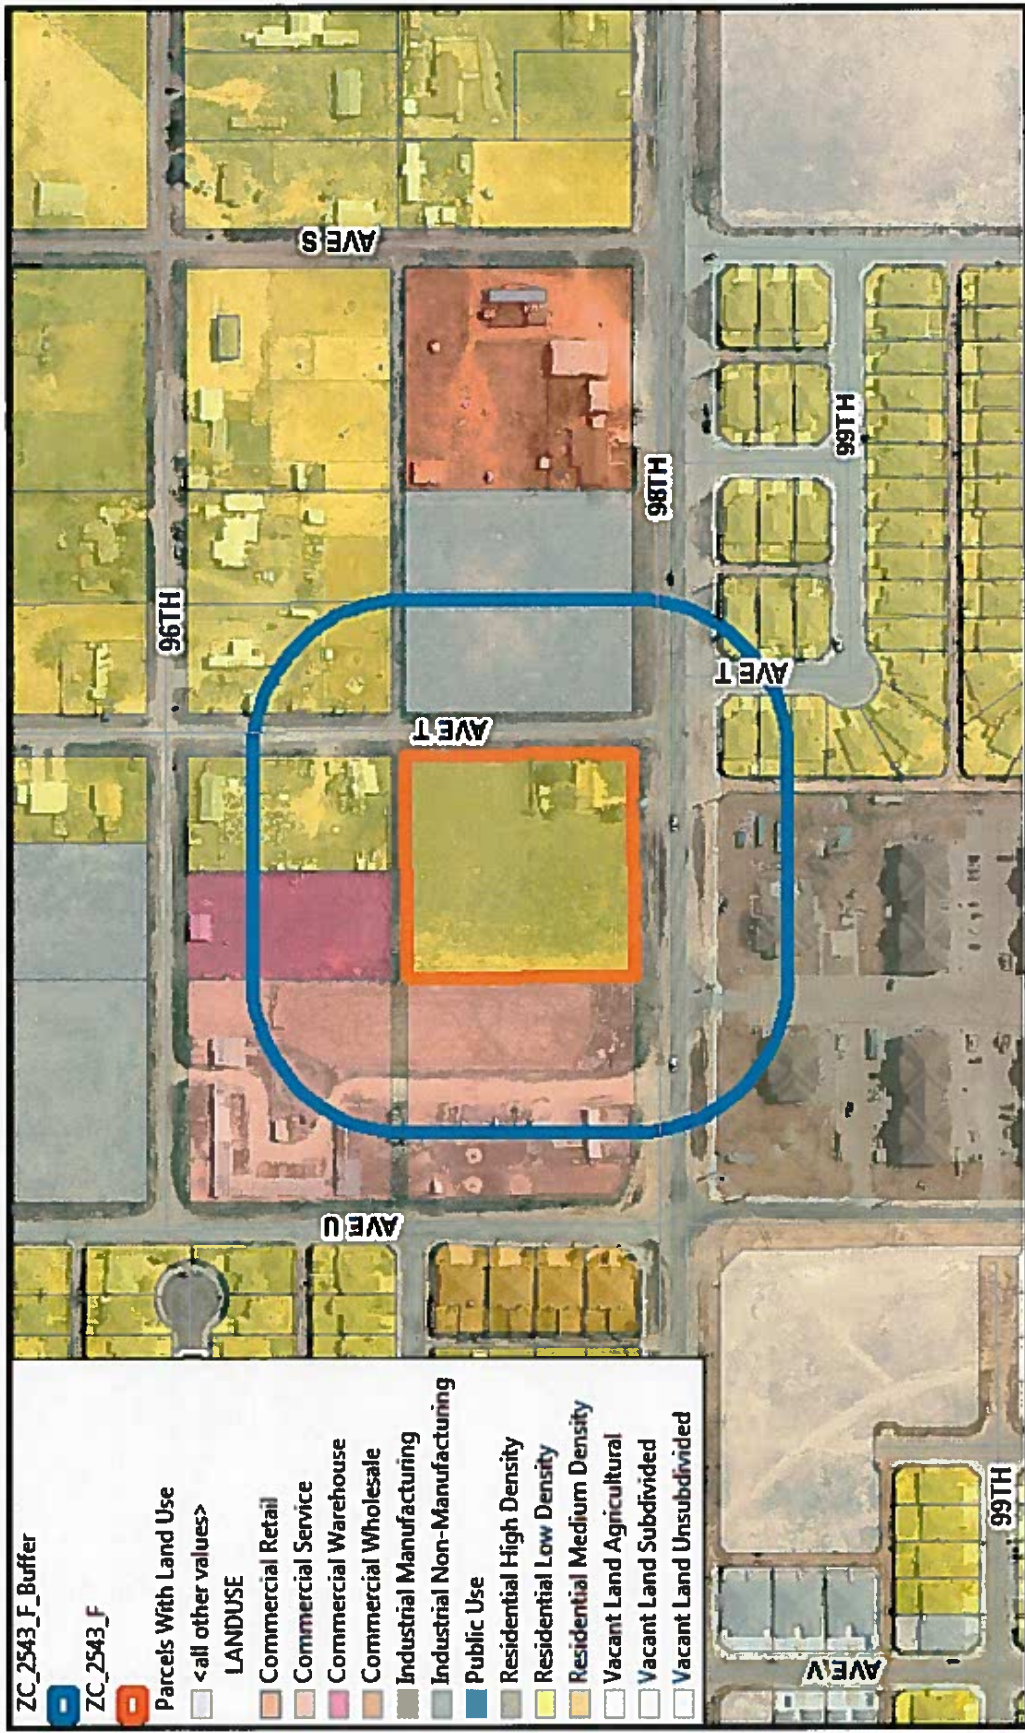 ZC_2543_F_Buffer
ZC_2543_F
Parcels With Land Use
<all other values>
LANDUSE
Commercial Retail
Commercial Service
Commercial Warehouse
Commercial Wholesale
Industrial Manufacturing
Industrial Non-Manufacturing
Public Use
Residential High Density
Residential Low Density
Residential Medium Density
Vacant Land Agricultural
Vacant Land Subdivided
Vacant Land Unsubdivided
96TH
AVE S
98TH
99TH
AVE T
AVE T
AVE U
AVE V
99TH